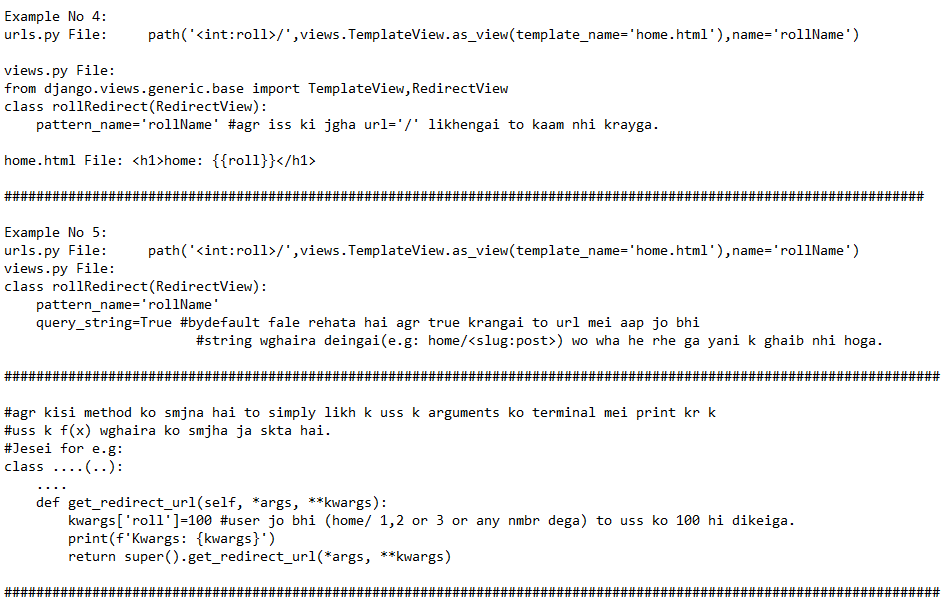 Example No 4:
urls.py File:     path('<int:roll>/',views.TemplateView.as_view(template_name='home.html'),name='rollName')
views.py File:
from django.views.generic.base import TemplateView,RedirectView
class rollRedirect(RedirectView):
    pattern_name='rollName' #agr iss ki jgha url='/' likhengai to kaam nhi krayga.
home.html File: <h1>home: {{roll}}</h1>
###################################################################################################################
Example No 5:
urls.py File:     path('<int:roll>/',views.TemplateView.as_view(template_name='home.html'),name='rollName')
views.py File:
class rollRedirect(RedirectView):
    pattern_name='rollName'
    query_string=True #bydefault fale rehata hai agr true krangai to url mei aap jo bhi
                        #string wghaira deingai(e.g: home/<slug:post>) wo wha he rhe ga yani k ghaib nhi hoga.
#####################################################################################################################
#agr kisi method ko smjna hai to simply likh k uss k arguments ko terminal mei print kr k
#uss k f(x) wghaira ko smjha ja skta hai.
#Jesei for e.g:
class ....(..):
    ....
    def get_redirect_url(self, *args, **kwargs):
        kwargs['roll']=100 #user jo bhi (home/ 1,2 or 3 or any nmbr dega) to uss ko 100 hi dikeiga.
        print(f'Kwargs: {kwargs}')
        return super().get_redirect_url(*args, **kwargs)
#####################################################################################################################